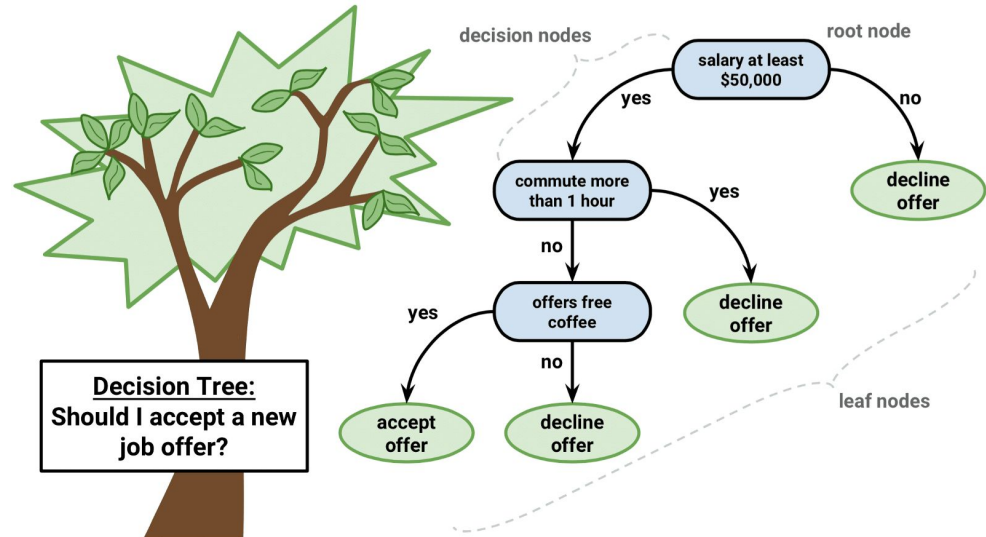 decision nodes
root node
salary at least
$50,000
yes
no
commute more
than 1 hour
yes
decline
offer
no
offers free
coffee
decline
offer
yes
no
Decision Tree:
Should I accept a new
job offer?
accept
offer
decline
offer
leaf nodes